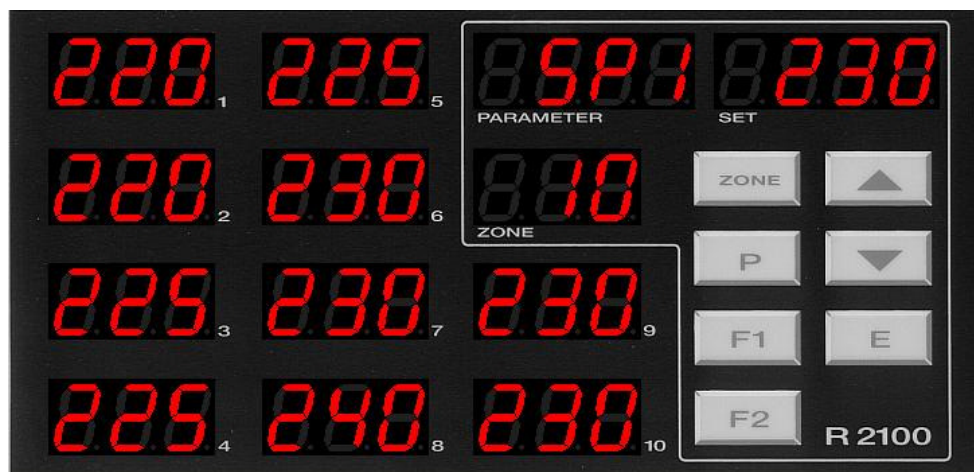 220 1
225 5
SP1
PARAMETER
230
SET
220 2
230 6
10
ZONE
ZONE
225 3
230 7
230 9
P
F1
E
225 4
240 8
230 10
F2
R 2100